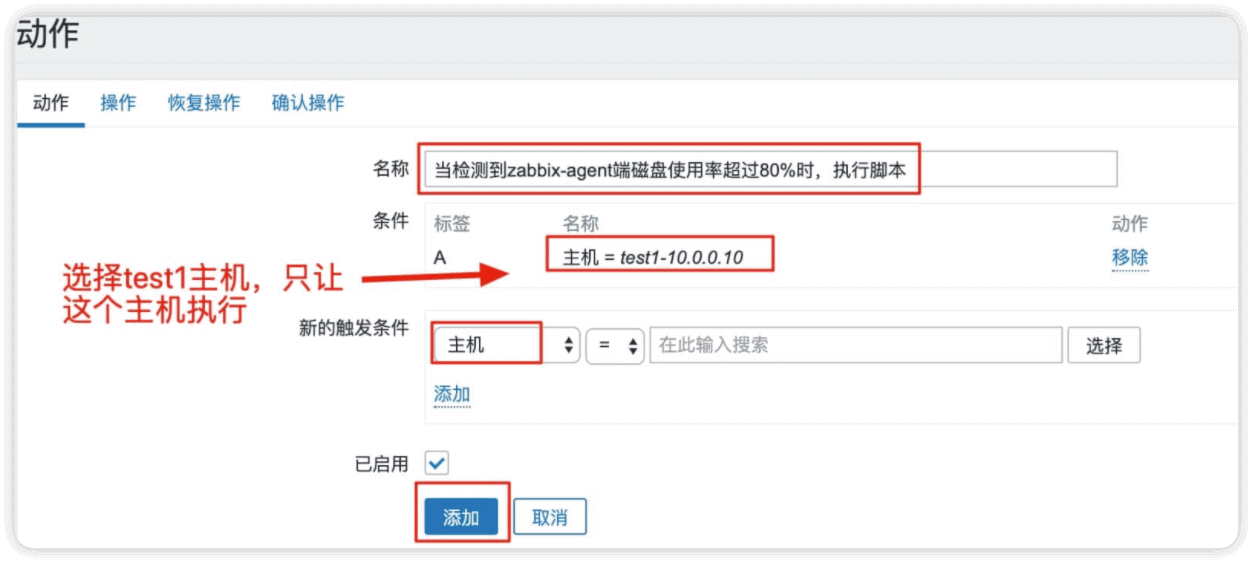 动作
动作 操作 恢复操作 确认操作
名称 当检测到zabbix-agent端磁盘使用率超过80%时，执行脚本
条件 标签 名称 动作
A 主机 = test1-10.0.0.10 移除
选择test1主机，只让
这个主机执行
新的触发条件
主机 = 在此输入搜索 选择
添加
已启用
添加 取消